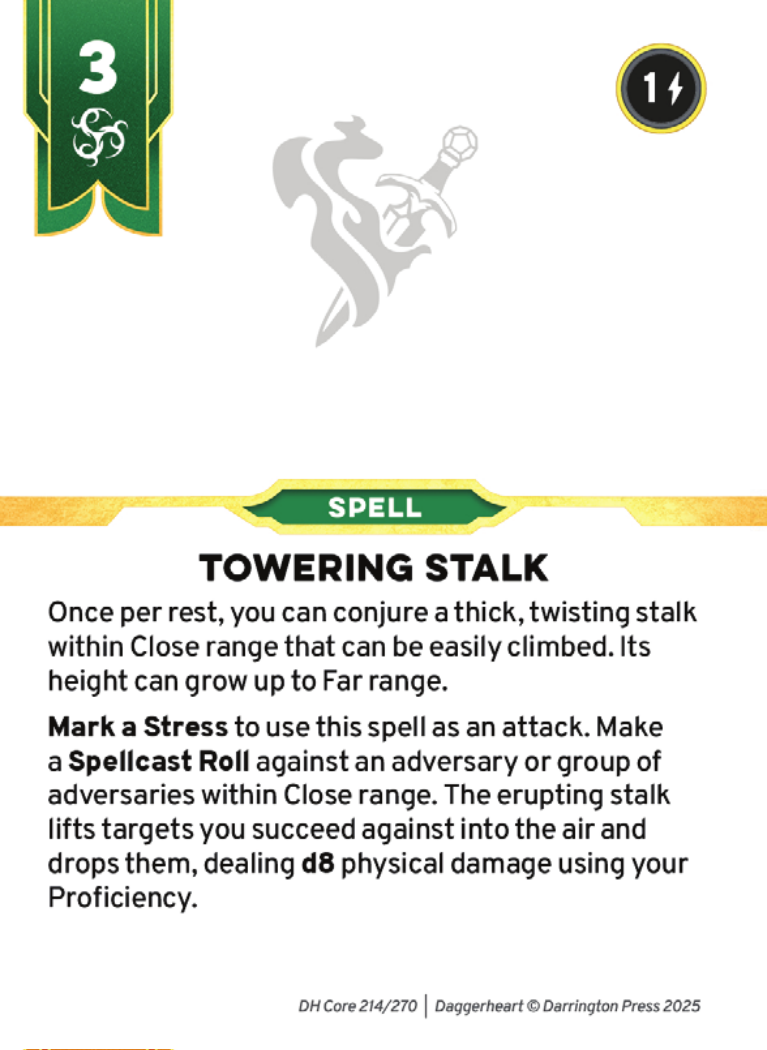 3
1
SPELL
TOWERING STALK
Once per rest, you can conjure a thick, twisting stalk
within Close range that can be easily climbed. Its
height can grow up to Far range.
Mark a Stress to use this spell as an attack. Make
a Spellcast Roll against an adversary or group of
adversaries within Close range. The erupting stalk
lifts targets you succeed against into the air and
drops them, dealing d8 physical damage using your
Proficiency.
DH Core 214/270 | Daggerheart © Darrington Press 2025